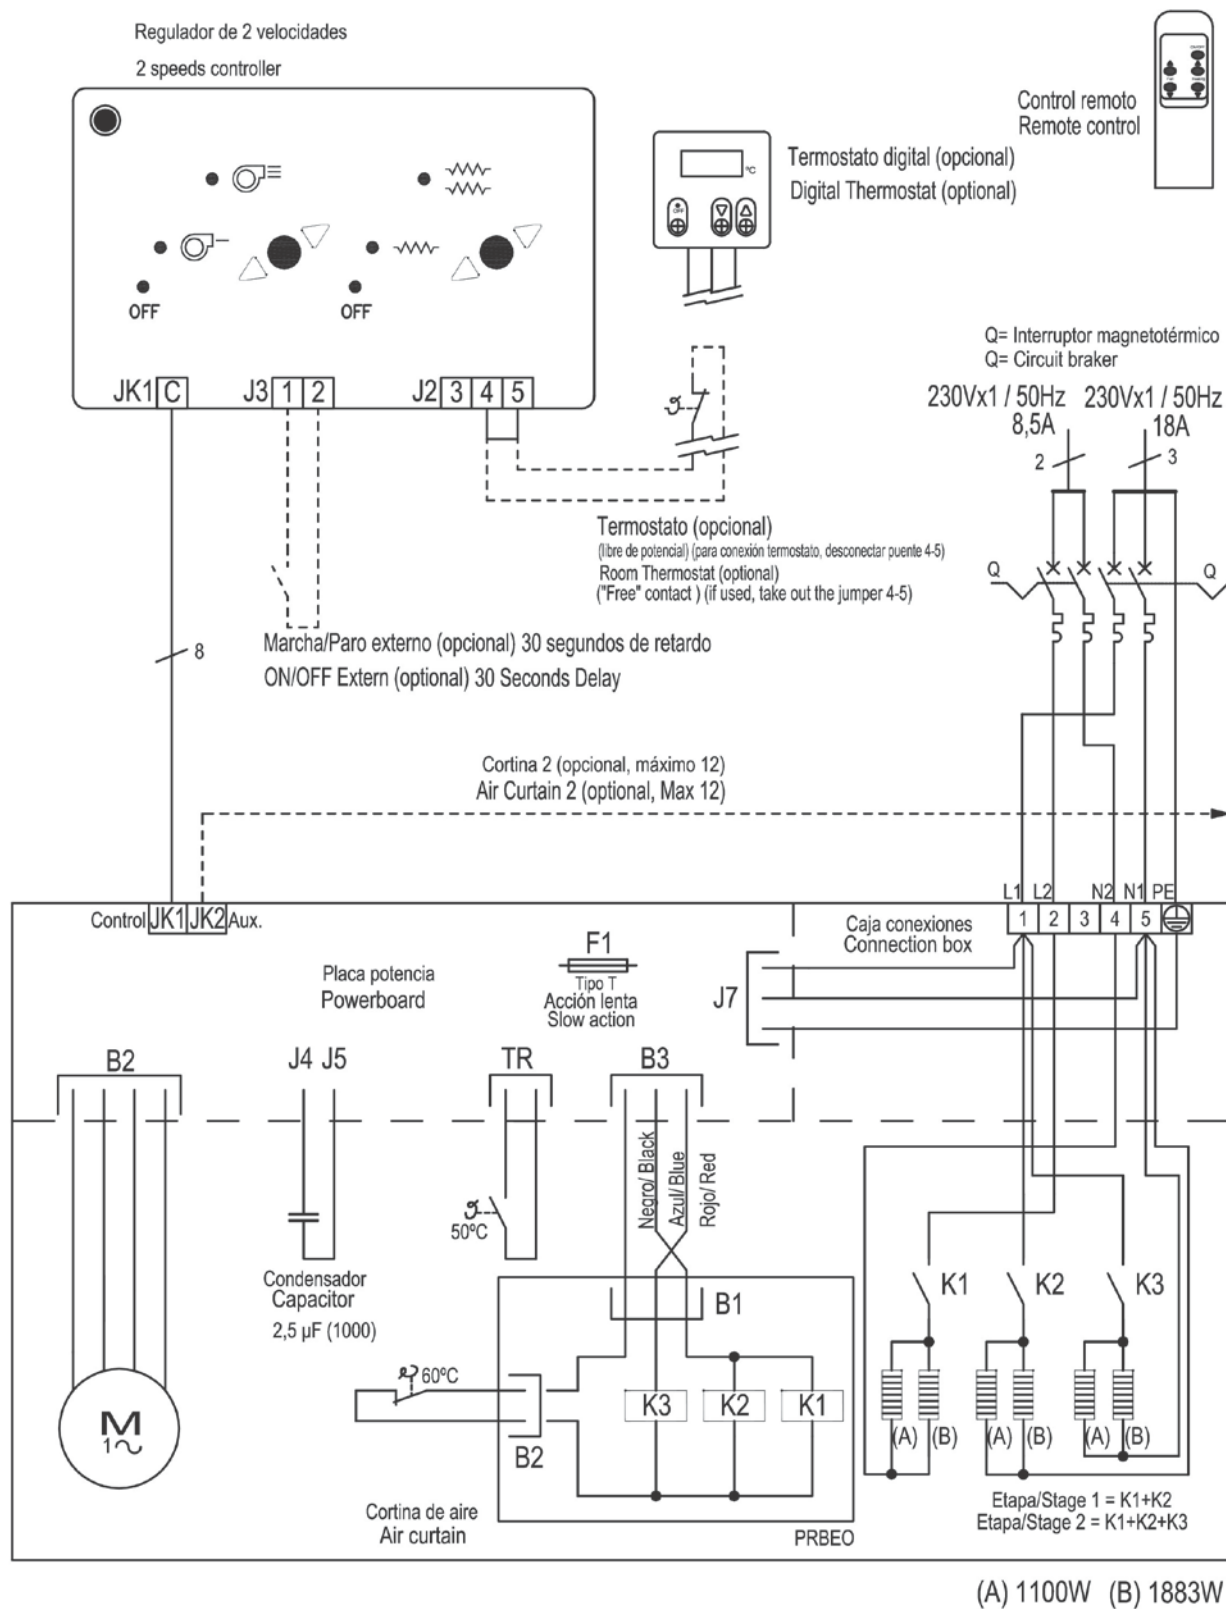 Regulador de 2 velocidades
2 speeds controller
Control remoto
Remote control
°C
OFF
Termostato digital (opcional)
Digital Thermostat (optional)
OFF
OFF
JK1 C
J3 1 2
J2 3 4 5
Q= Interruptor magnetotérmico
Q= Circuit braker
230Vx1 / 50Hz
8,5A
230Vx1 / 50Hz
18A
2
3
Termostato (opcional)
(libre de potencial) (para conexión termostato, desconectar puente 4-5)
Room Thermostat (optional)
("Free" contact ) (if used, take out the jumper 4-5)
Q
Q
8
Marcha/Paro externo (opcional) 30 segundos de retardo
ON/OFF Extern (optional) 30 Seconds Delay
Cortina 2 (opcional, máximo 12)
Air Curtain 2 (optional, Max 12)
L1 L2 N2 N1 PE
1 2 3 4 5
Control JK1 JK2 Aux.
Caja conexiones
Connection box
Placa potencia
Powerboard
F1
Tipo T
Acción lenta
Slow action
J7
B2
J4 J5
TR
B3
Negro/ Black
Azul/ Blue
Rojo/ Red
50ºC
Condensador
Capacitor
2,5 µF (1000)
B1
K1
K2
K3
60ºC
K3
K2
K1
B2
M
1
(A) (B)
(A) (B)
(A) (B)
Cortina de aire
Air curtain
PRBEO
Etapa/Stage 1 = K1+K2
Etapa/Stage 2 = K1+K2+K3
(A) 1100W (B) 1883W